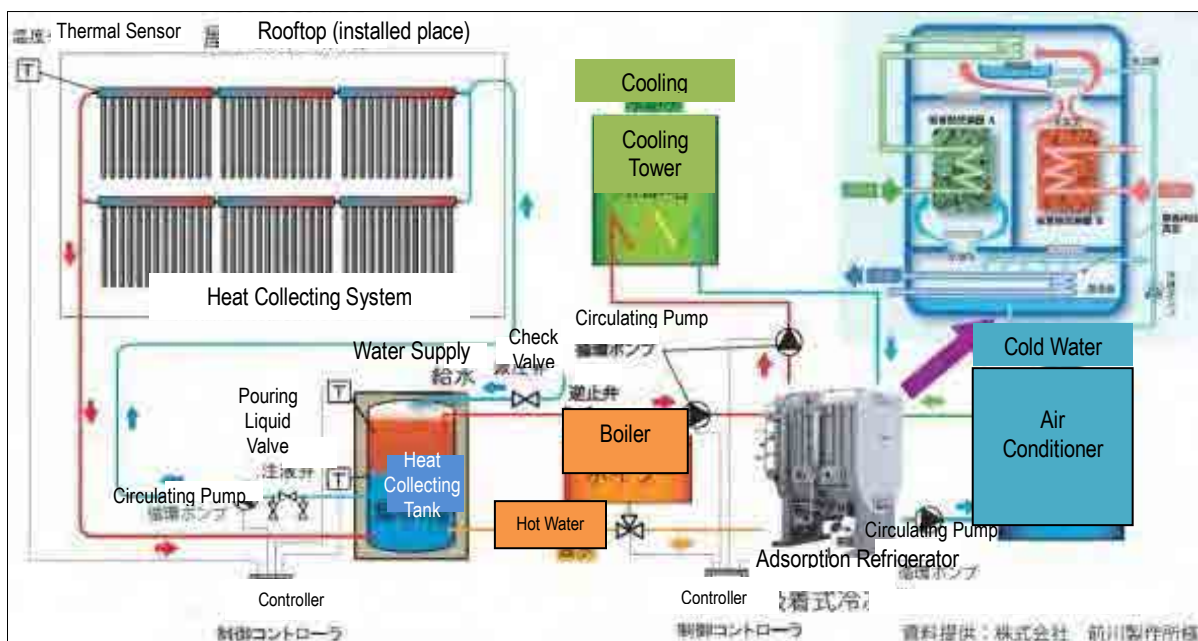 Thermal Sensor
Rooftop (installed place)
T
Heat Collecting System
Cooling
Cooling
Tower
Circulating Pump
循環ポンプ
Check
Valve
Water Supply
給水
逆止弁
T
Pouring
Liquid
Valve
注液弁
T
Circulating Pump
循環ポンプ
Heat
Collecting
Tank
Boiler
Hot Water
Cold Water
Air
Conditioner
Circulating Pump
循環ポンプ
Adsorption Refrigerator
Controller
制御コントローラ
Controller
制御コントローラ
資料提供：株式会社 前川製作所